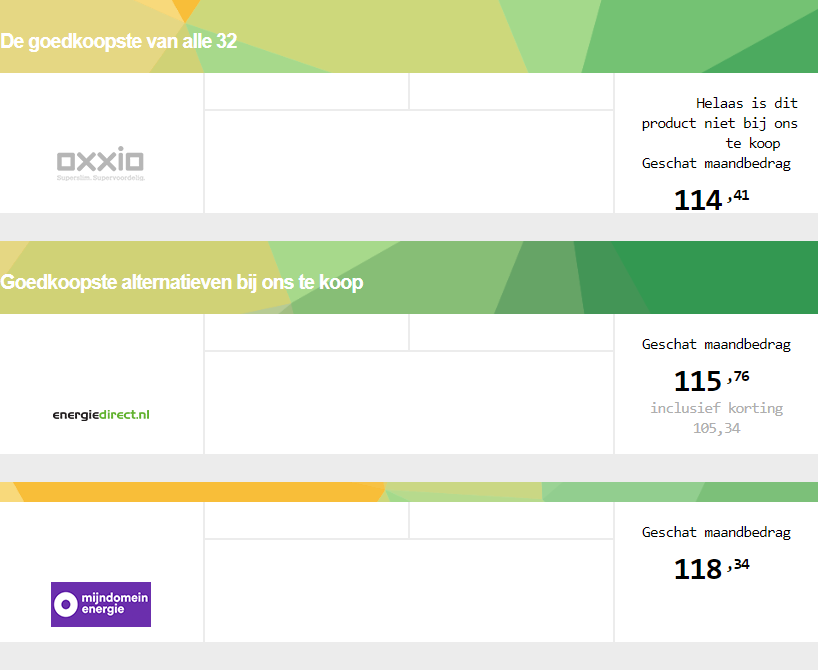 De goedkoopste van alle 32
Helaas is dit
product niet bij ons
te koop
oxxio
Superslim. Supervoordelig.
Geschat maandbedrag
114,41
Goedkoopste alternatieven bij ons te koop
Geschat maandbedrag
115,76
energiedirect.nl
inclusief korting
105,34
Geschat maandbedrag
118,34
mijndomein
energie